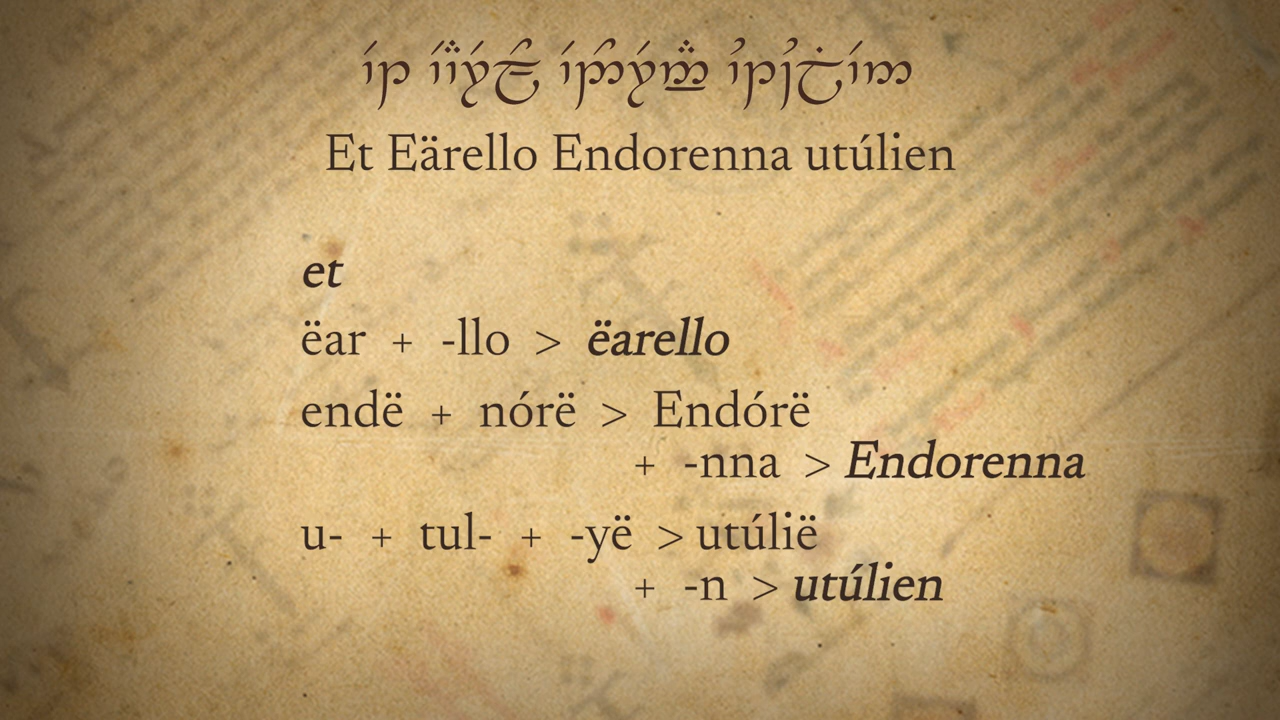 Et Eärello Endorenna utúlien
et
ëar + -llo > ëarello
endë + nórë > Endórë
+ -nna > Endorenna
u- + tul- + -yë > utúlië
+ -n > utúlien